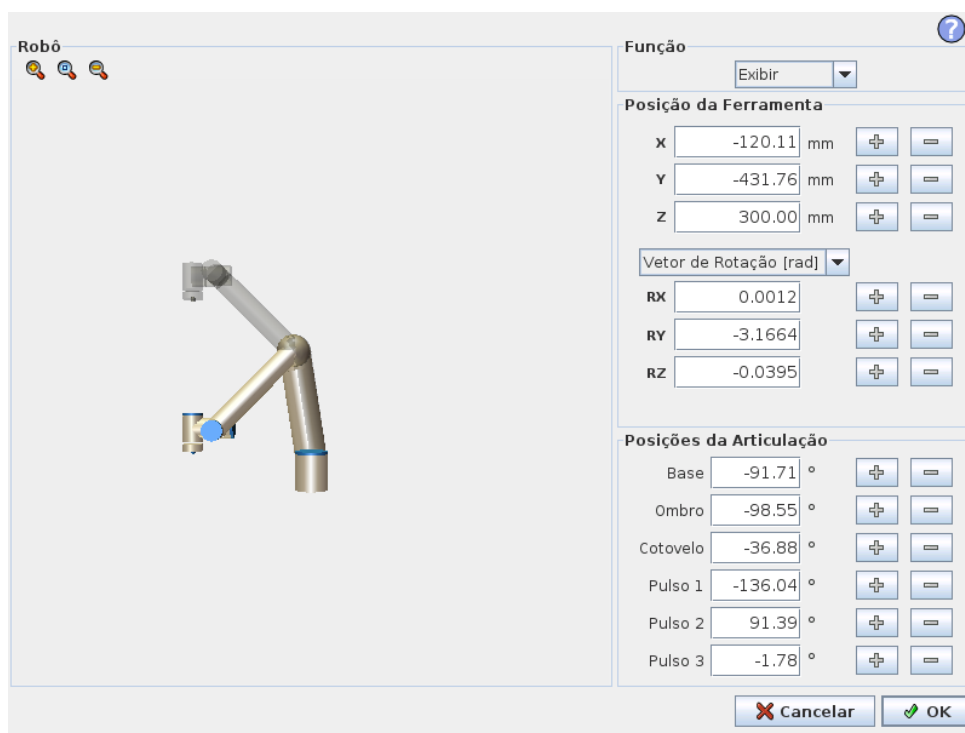 Robô
Função
Exibir
Posição da Ferramenta
X -120.11 mm
Y -431.76 mm
Z 300.00 mm
Vetor de Rotação [rad]
RX 0.0012
RY -3.1664
RZ -0.0395
Posições da Articulação
Base -91.71 °
Ombro -98.55 °
Cotovelo -36.88 °
Pulso 1 -136.04 °
Pulso 2 91.39 °
Pulso 3 -1.78 °
Cancelar OK